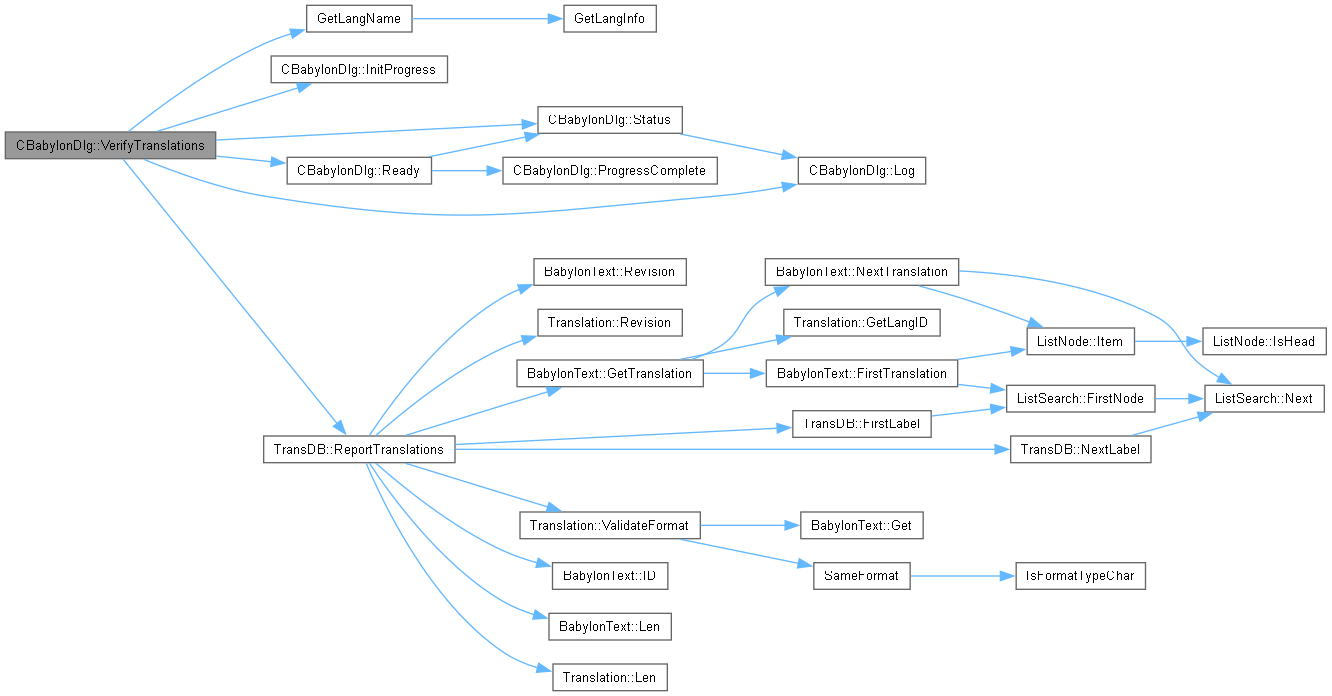 GetLangName
GetLangInfo
CBabylonDlg::InitProgress
CBabylonDlg::Status
CBabylonDlg::VerifyTranslations
CBabylonDlg::Ready
CBabylonDlg::ProgressComplete
CBabylonDlg::Log
BabylonText::Revision
BabylonText::NextTranslation
Translation::Revision
Translation::GetLangID
ListNode::Item
ListNode::IsHead
BabylonText::GetTranslation
BabylonText::FirstTranslation
ListSearch::FirstNode
ListSearch::Next
TransDB::FirstLabel
TransDB::ReportTranslations
TransDB::NextLabel
Translation::ValidateFormat
BabylonText::Get
BabylonText::ID
SameFormat
IsFormatTypeChar
BabylonText::Len
Translation::Len